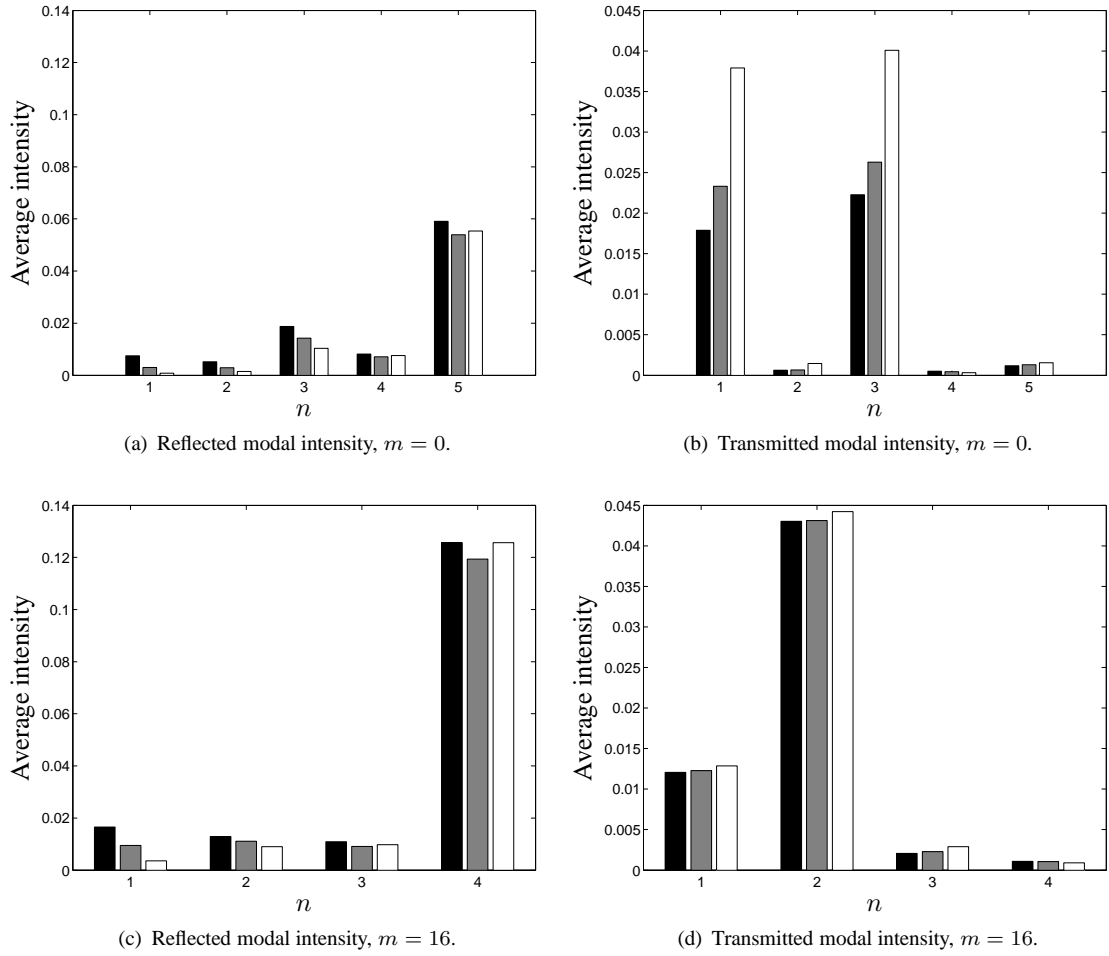 0.14
0.12
0.1
0.08
0.06
0.04
0.02
0
Average intensity
1 2 3 4 5
n
(a) Reflected modal intensity, m = 0.
0.045
0.04
0.035
0.03
0.025
0.02
0.015
0.01
0.005
0
Average intensity
1 2 3 4 5
n
(b) Transmitted modal intensity, m = 0.
0.14
0.12
0.1
0.08
0.06
0.04
0.02
0
Average intensity
1 2 3 4
n
(c) Reflected modal intensity, m = 16.
0.045
0.04
0.035
0.03
0.025
0.02
0.015
0.01
0.005
0
Average intensity
1 2 3 4
n
(d) Transmitted modal intensity, m = 16.